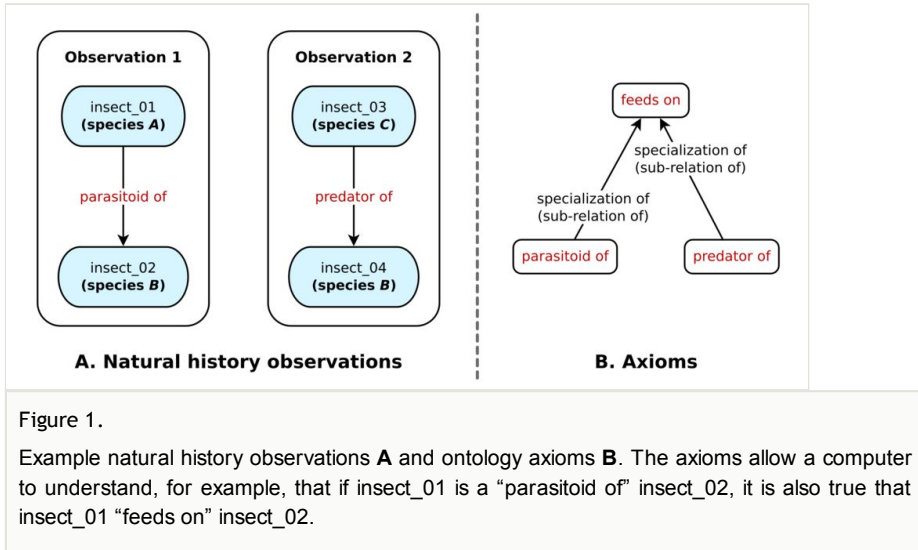 Observation 1
insect_01
(species A)
parasitoid of
insect_02
(species B)
Observation 2
insect_03
(species C)
predator of
insect_04
(species B)
A. Natural history observations
feeds on
specialization of
(sub-relation of)
specialization of
(sub-relation of)
parasitoid of
predator of
B. Axioms
Figure 1.
Example natural history observations A and ontology axioms B. The axioms allow a computer
to understand, for example, that if insect_01 is a “parasitoid of” insect_02, it is also true that
insect_01 “feeds on” insect_02.